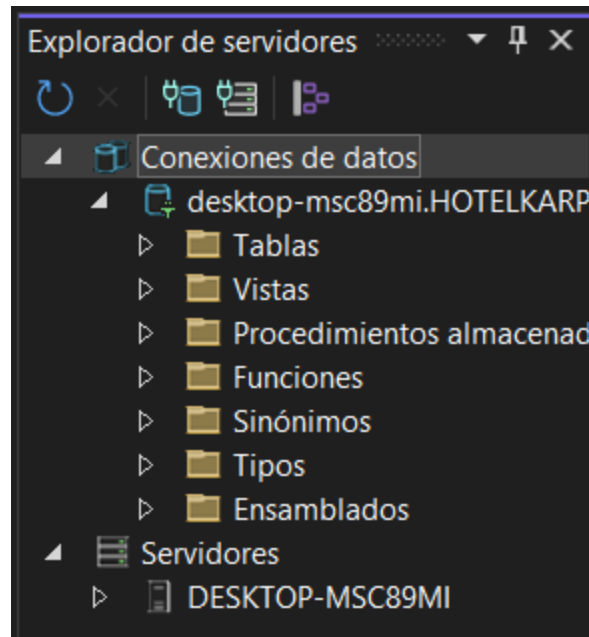 Explorador de servidores
Conexiones de datos
desktop-msc89mi.HOTELKARP
Tablas
Vistas
Procedimientos almacenad
Funciones
Sinónimos
Tipos
Ensamblados
Servidores
DESKTOP-MSC89MI